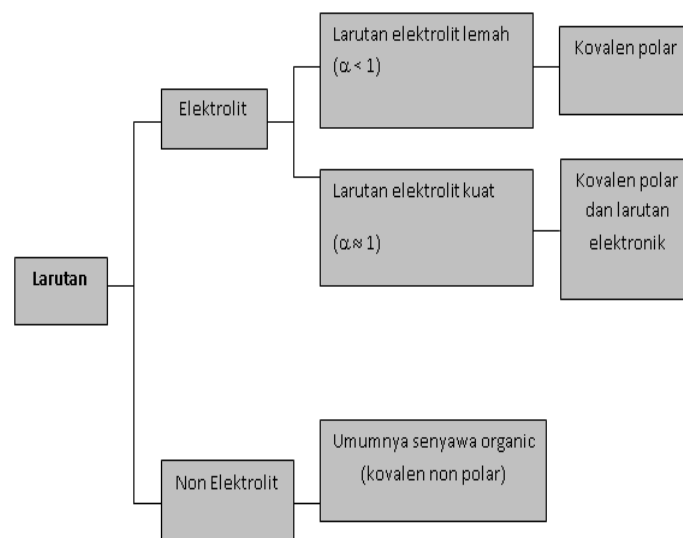 Larutan elektrolit lemah
(α < 1)
Kovalen polar
Elektrolit
Larutan elektrolit kuat
(α ≈ 1)
Kovalen polar
dan larutan
elektronik
Larutan
Umumnya senyawa organic
(kovalen non polar)
Non Elektrolit